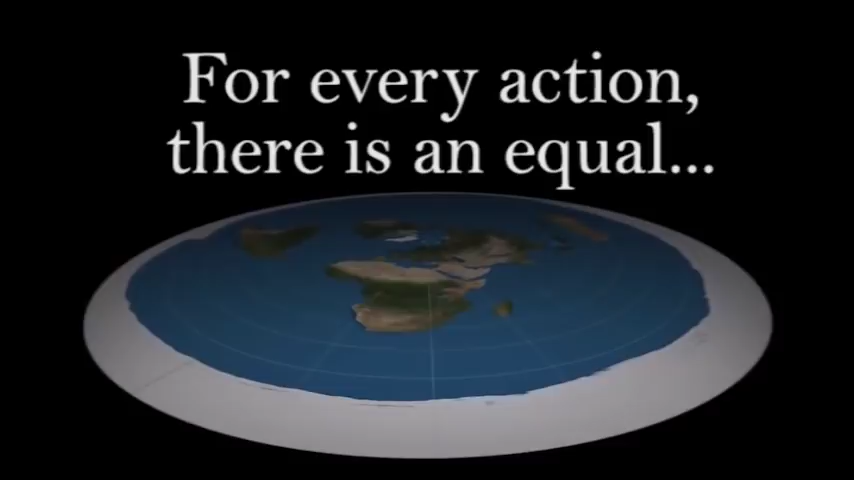 For every action,
there is an equal...